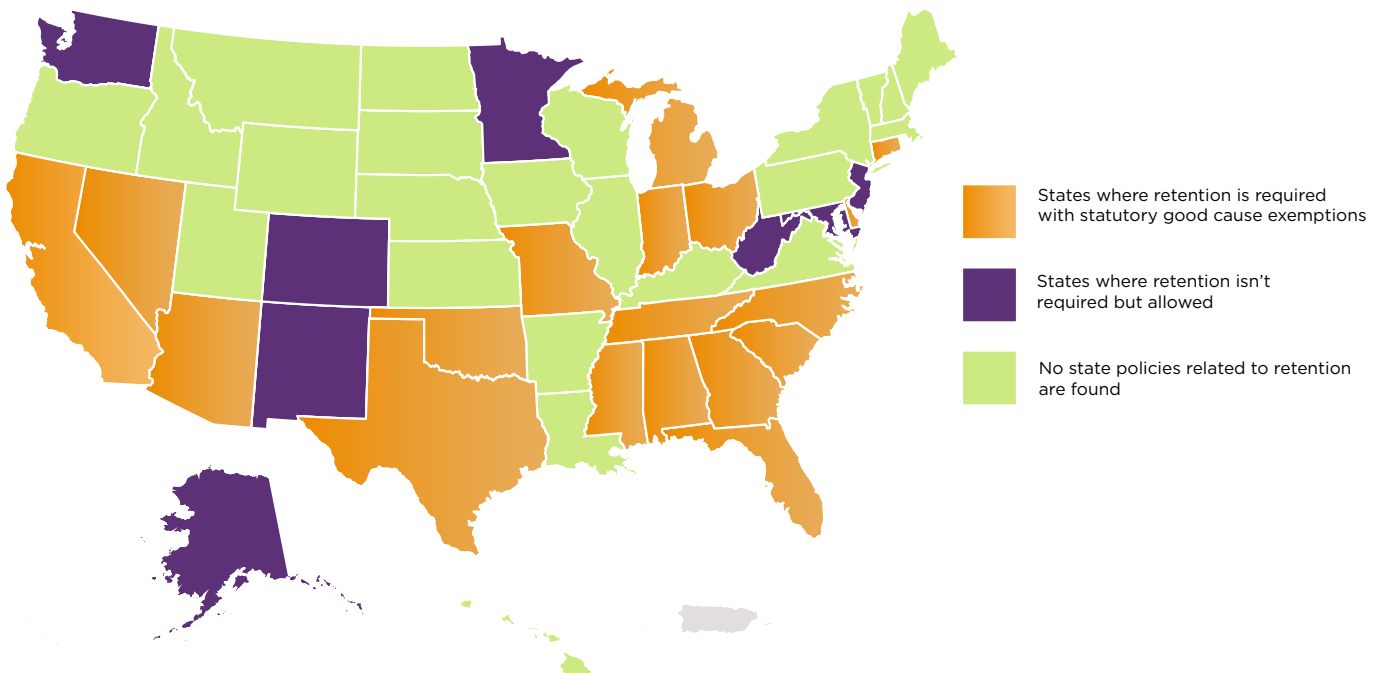 States where retention is required
with statutory good cause exemptions
States where retention isn’t
required but allowed
No state policies related to retention
are found